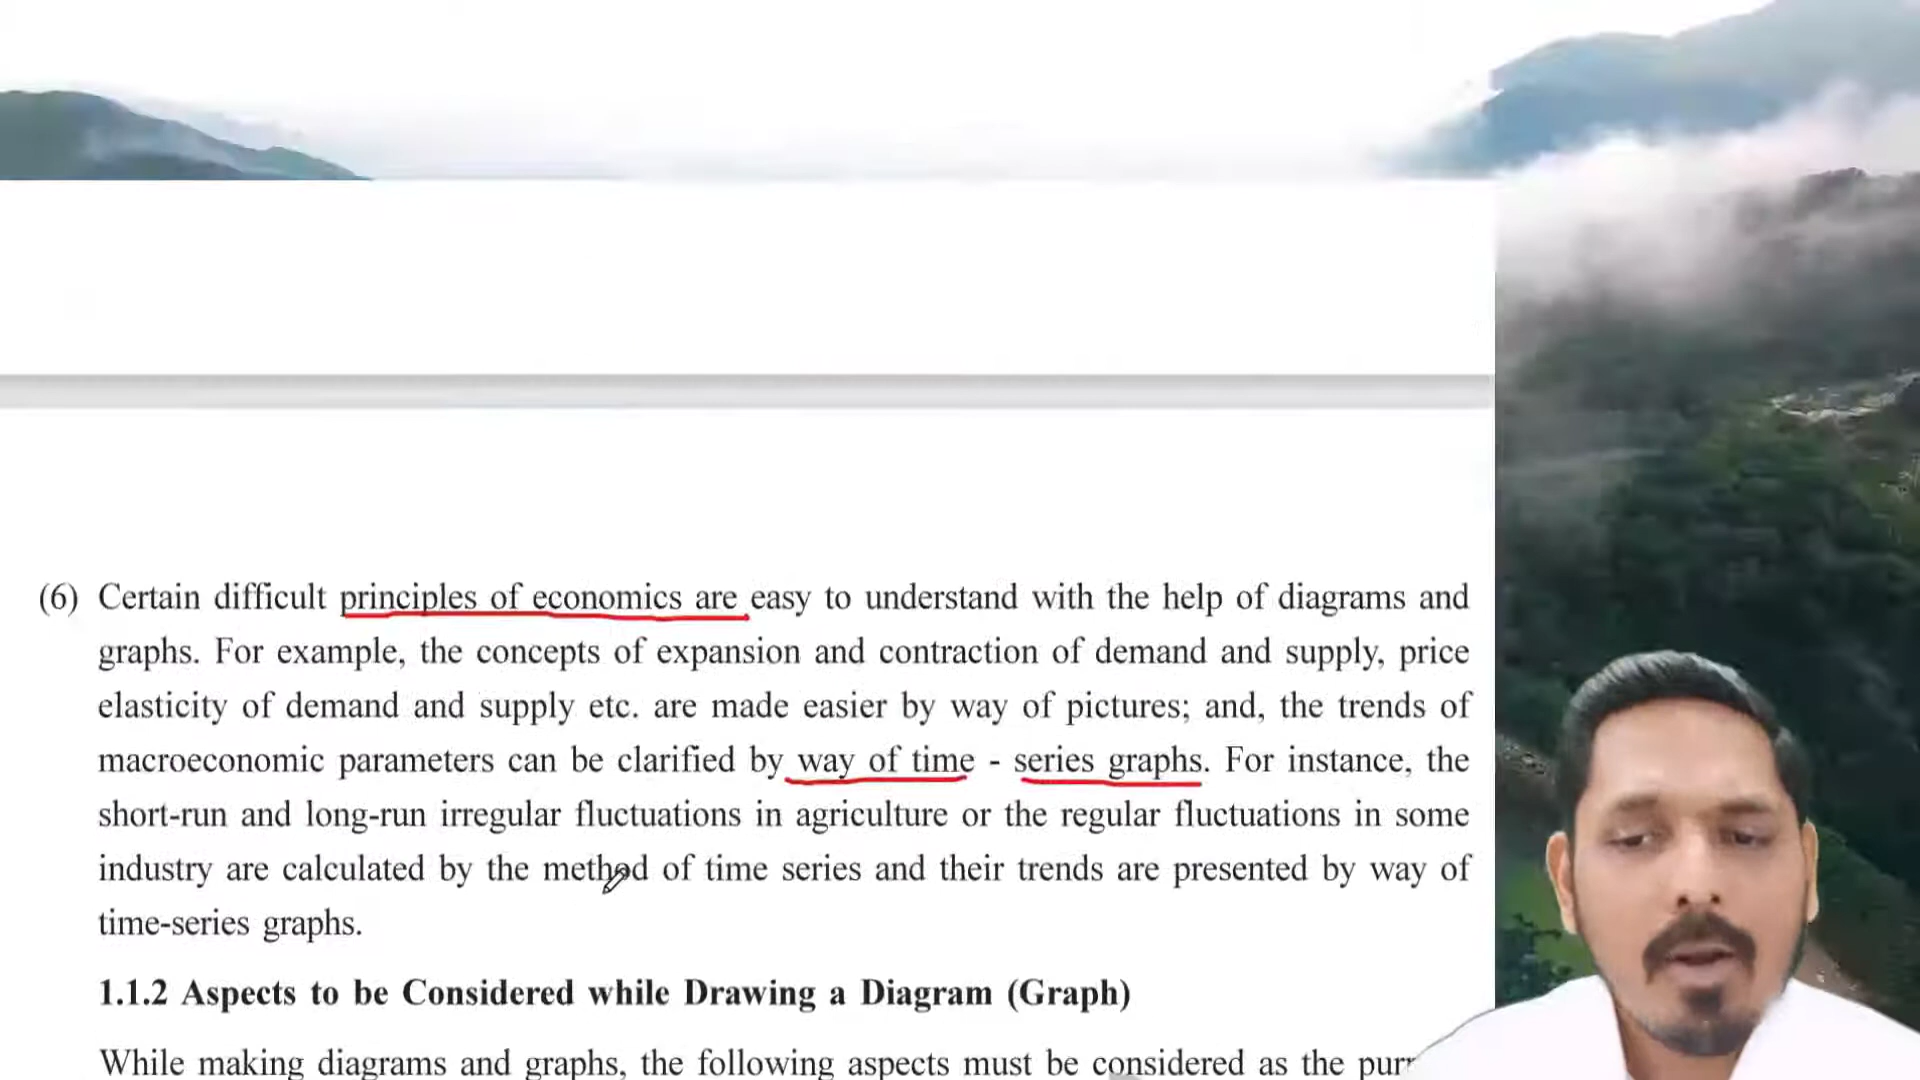 (6) Certain difficult principles of economics are easy to understand with the help of diagrams and
graphs. For example, the concepts of expansion and contraction of demand and supply, price
elasticity of demand and supply etc. are made easier by way of pictures; and, the trends of
macroeconomic parameters can be clarified by way of time - series graphs. For instance, the
short-run and long-run irregular fluctuations in agriculture or the regular fluctuations in some
industry are calculated by the method of time series and their trends are presented by way of
time-series graphs.
1.1.2 Aspects to be Considered while Drawing a Diagram (Graph)
While making diagrams and graphs, the following aspects must be considered as the